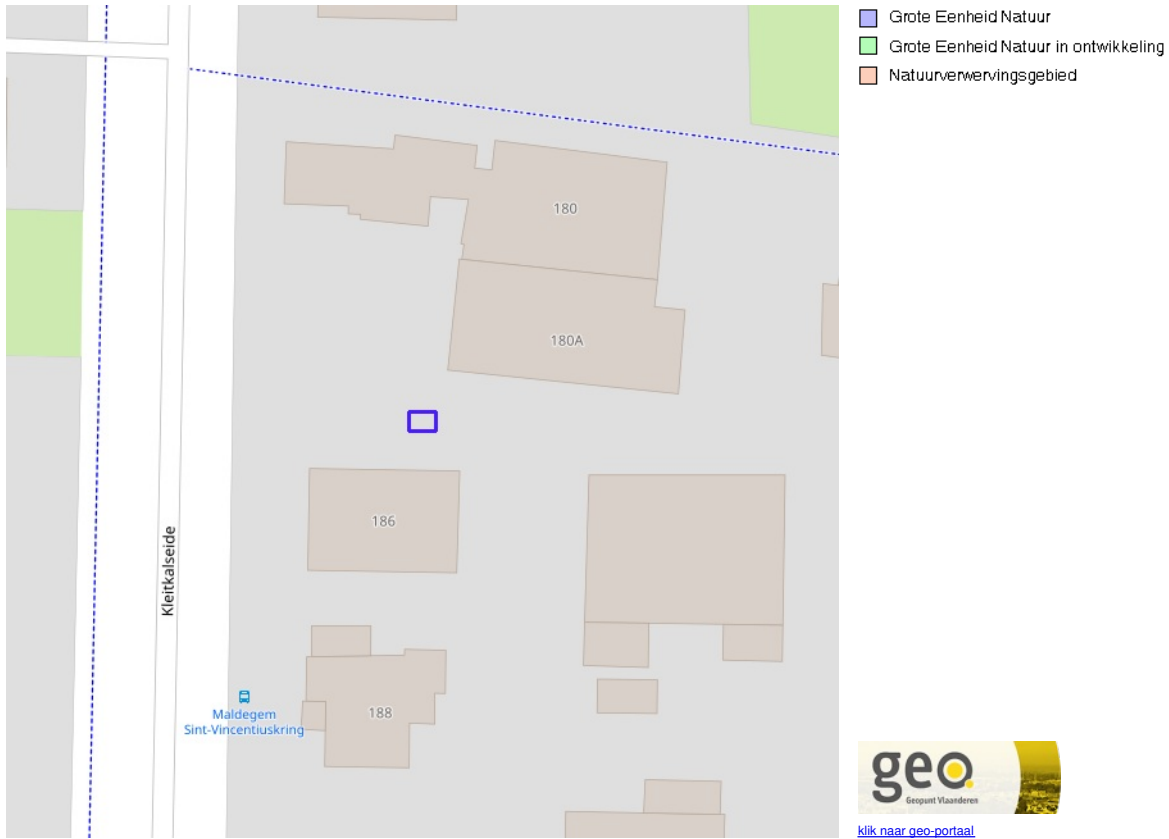 Grote Eenheid Natuur
Grote Eenheid Natuur in ontwikkeling
Natuurverwervingsgebied
180
180A
186
Kleitkalseide
188
Maldegem
Sint-Vincentiuskring
geo.
Geopunt Vlaanderen
klik naar geo-portaal